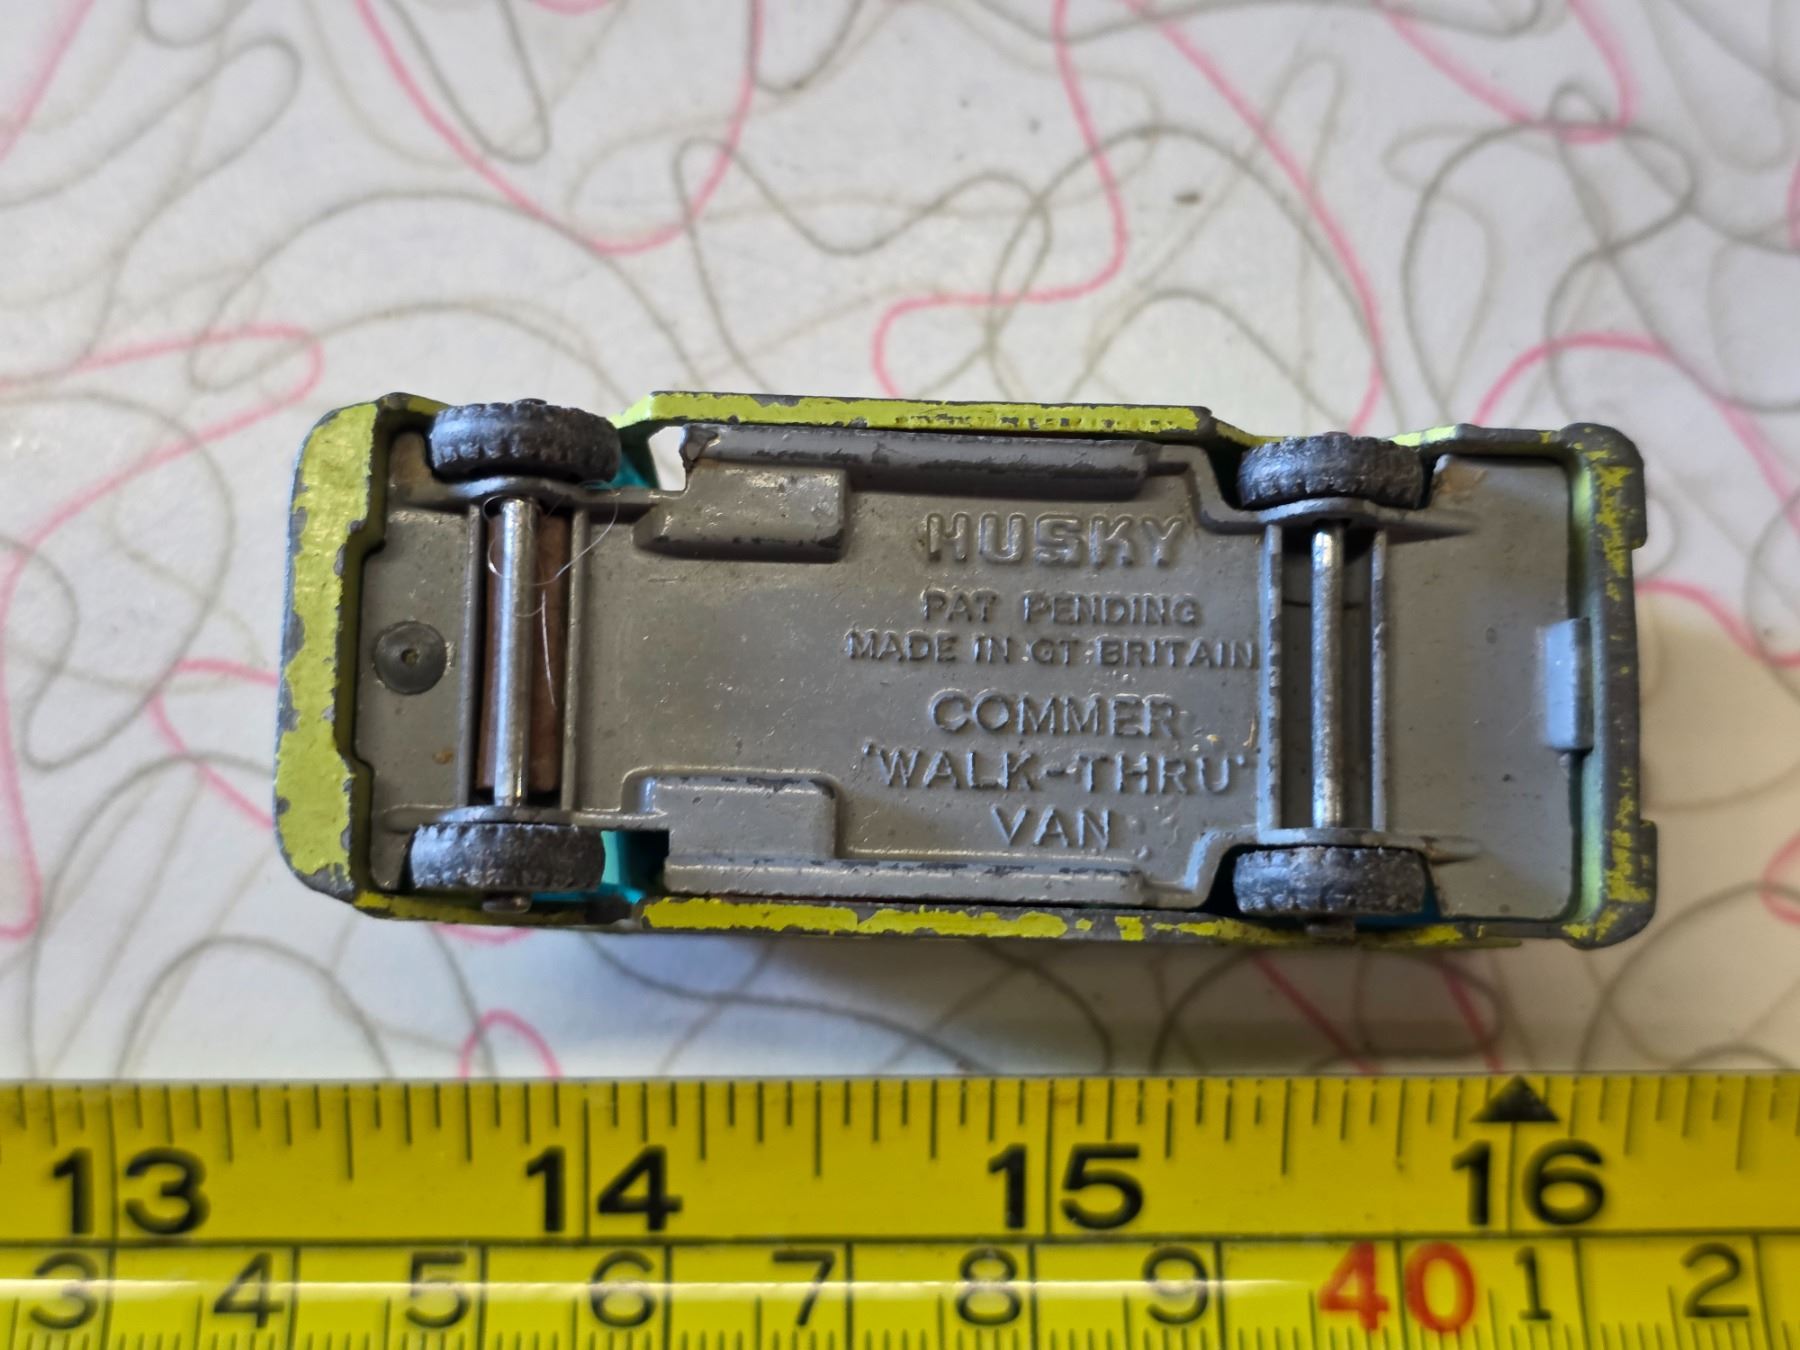 HUSKY
PAT PENDING
MADE IN GT BRITAIN
COMMER
'WALK-THRU'
VAN
13 14 15 16
3 4 5 6 7 8 9 40 1 2